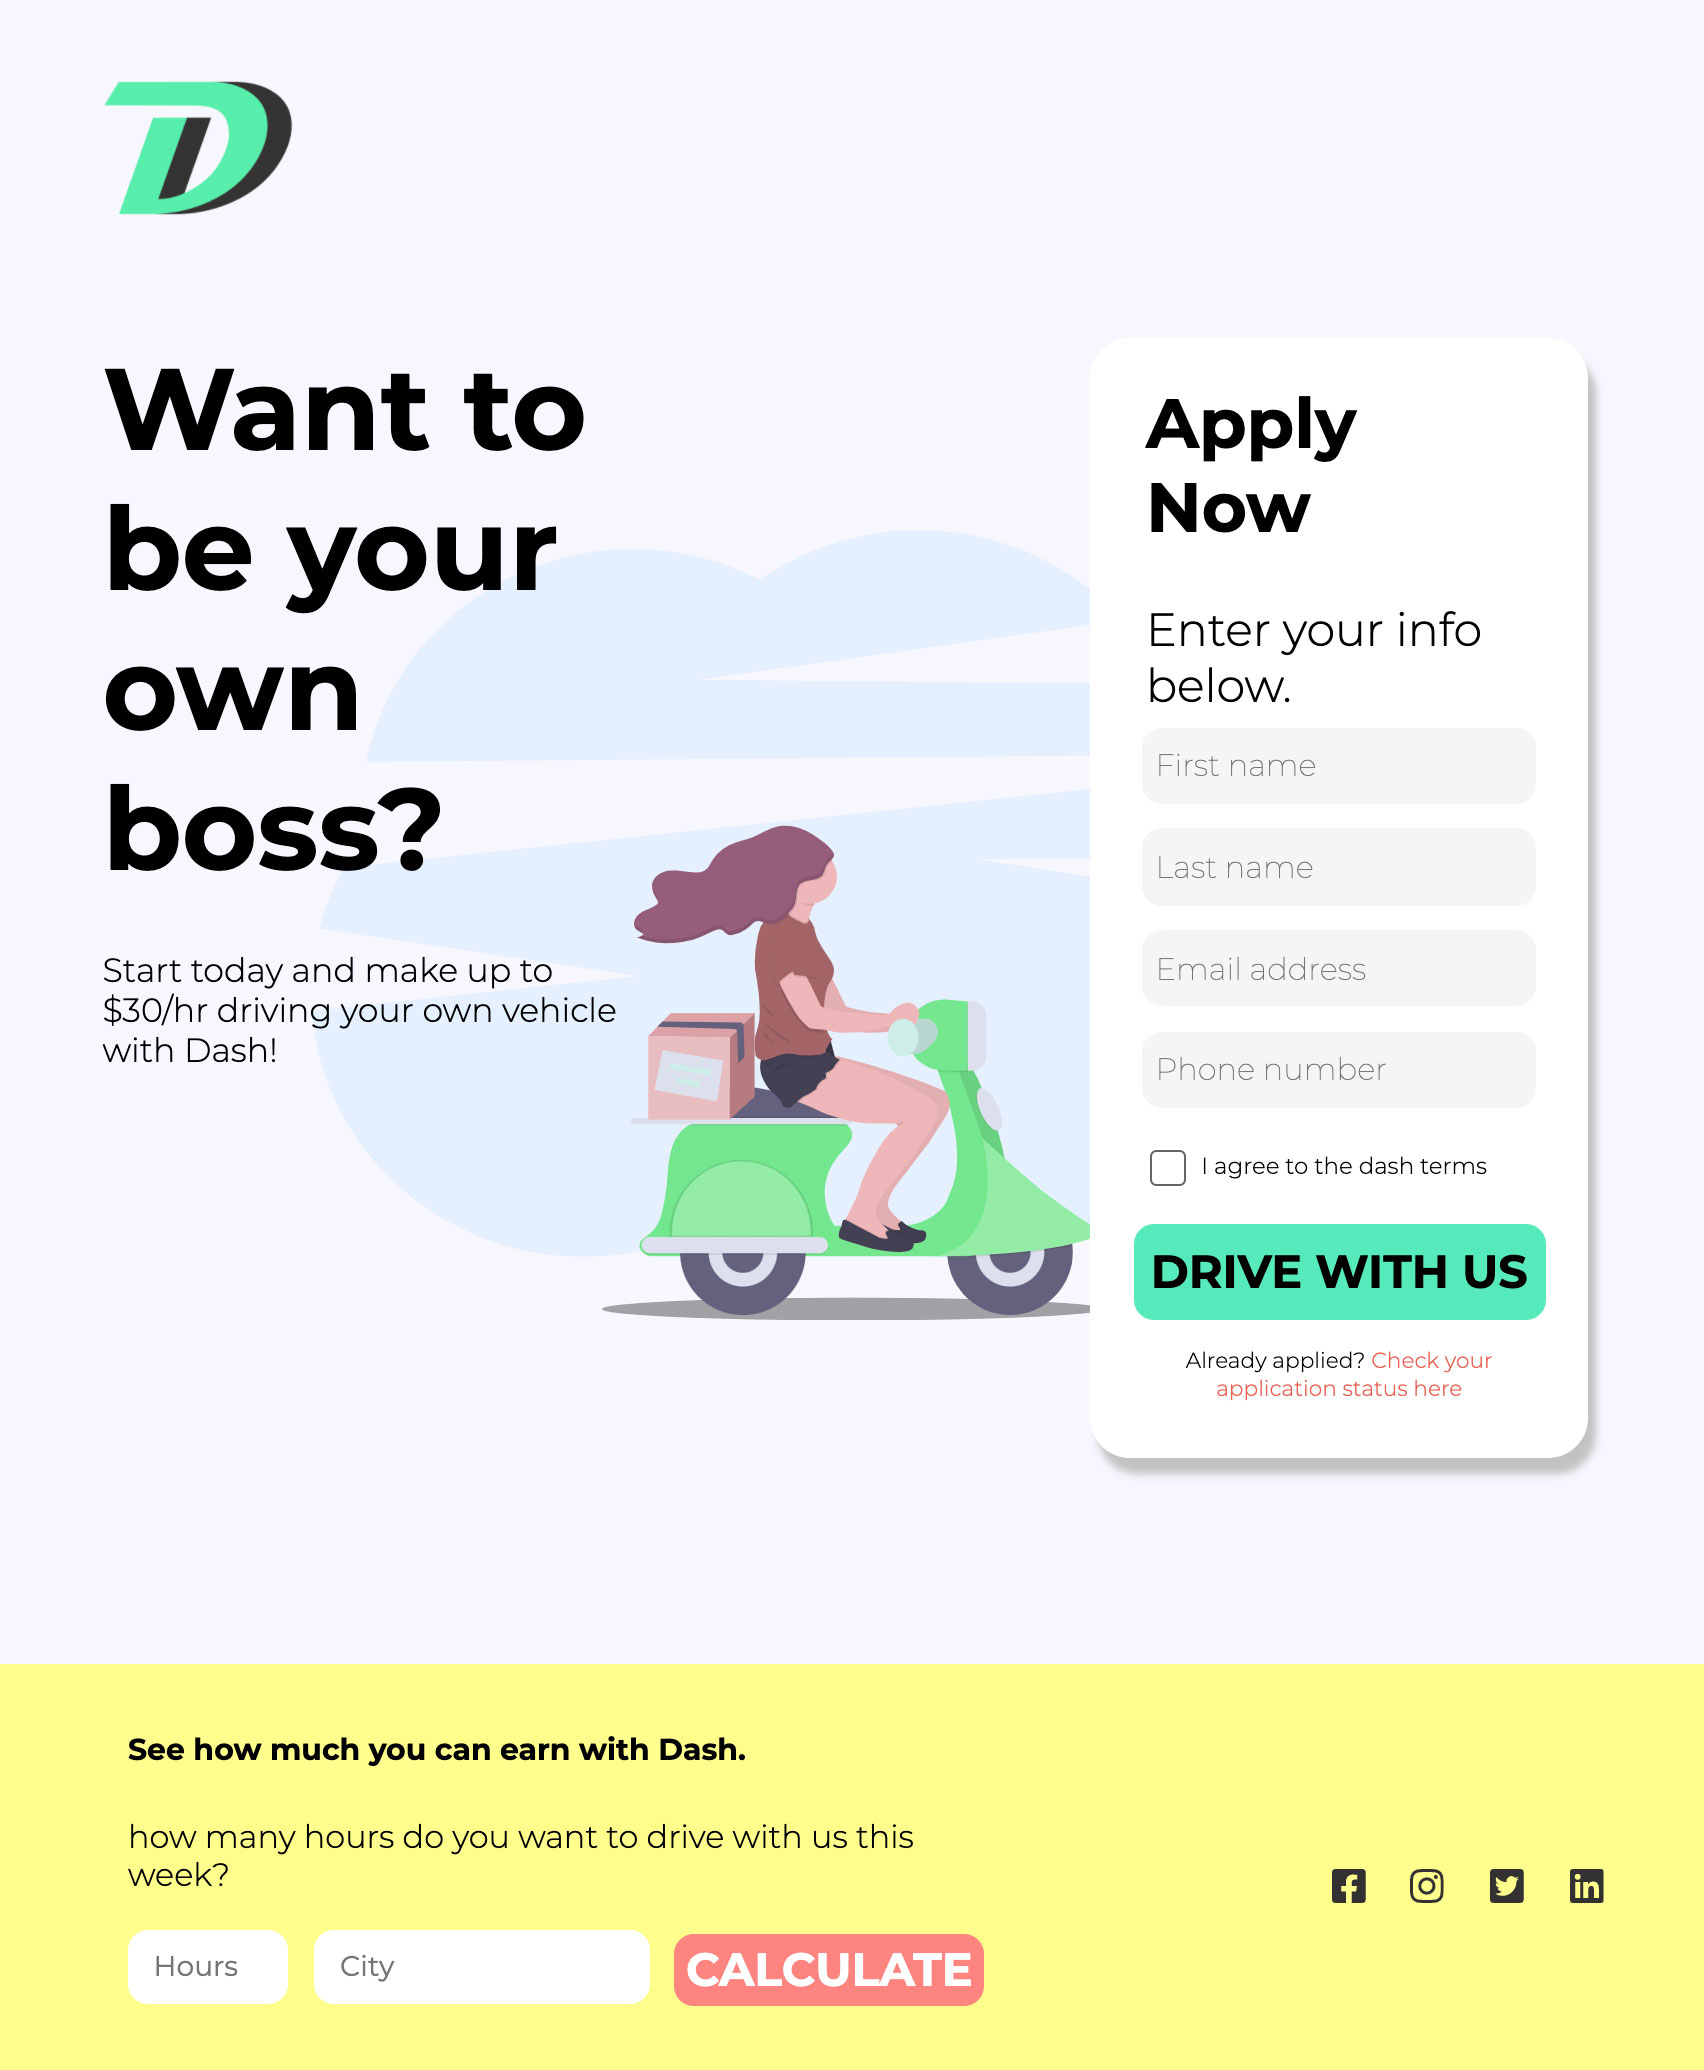 Want to
be your
own
boss?
Start today and make up to
$30/hr driving your own vehicle
with Dash!
Apply
Now
Enter your info
below.
First name
Last name
Email address
Phone number
I agree to the dash terms
DRIVE WITH US
Already applied? Check your
application status here
See how much you can earn with Dash.
how many hours do you want to drive with us this
week?
Hours
City
CALCULATE